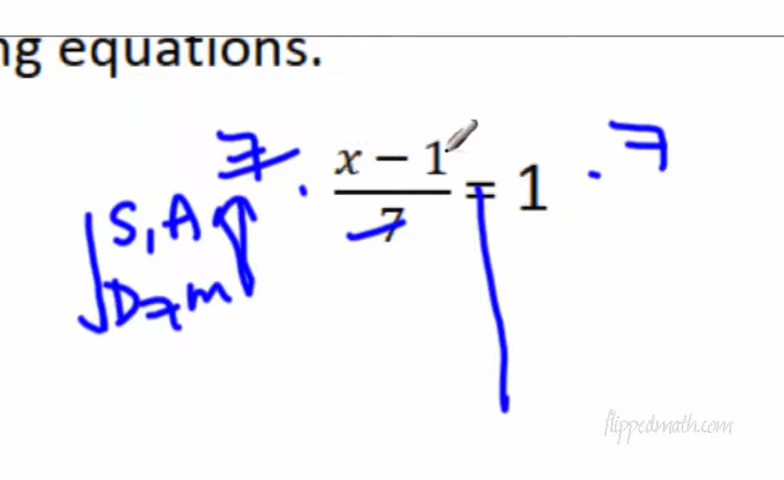 ng equations.
7 · x − 1 / 7 = 1 · 7
S, A
D, m
flippedmath.com